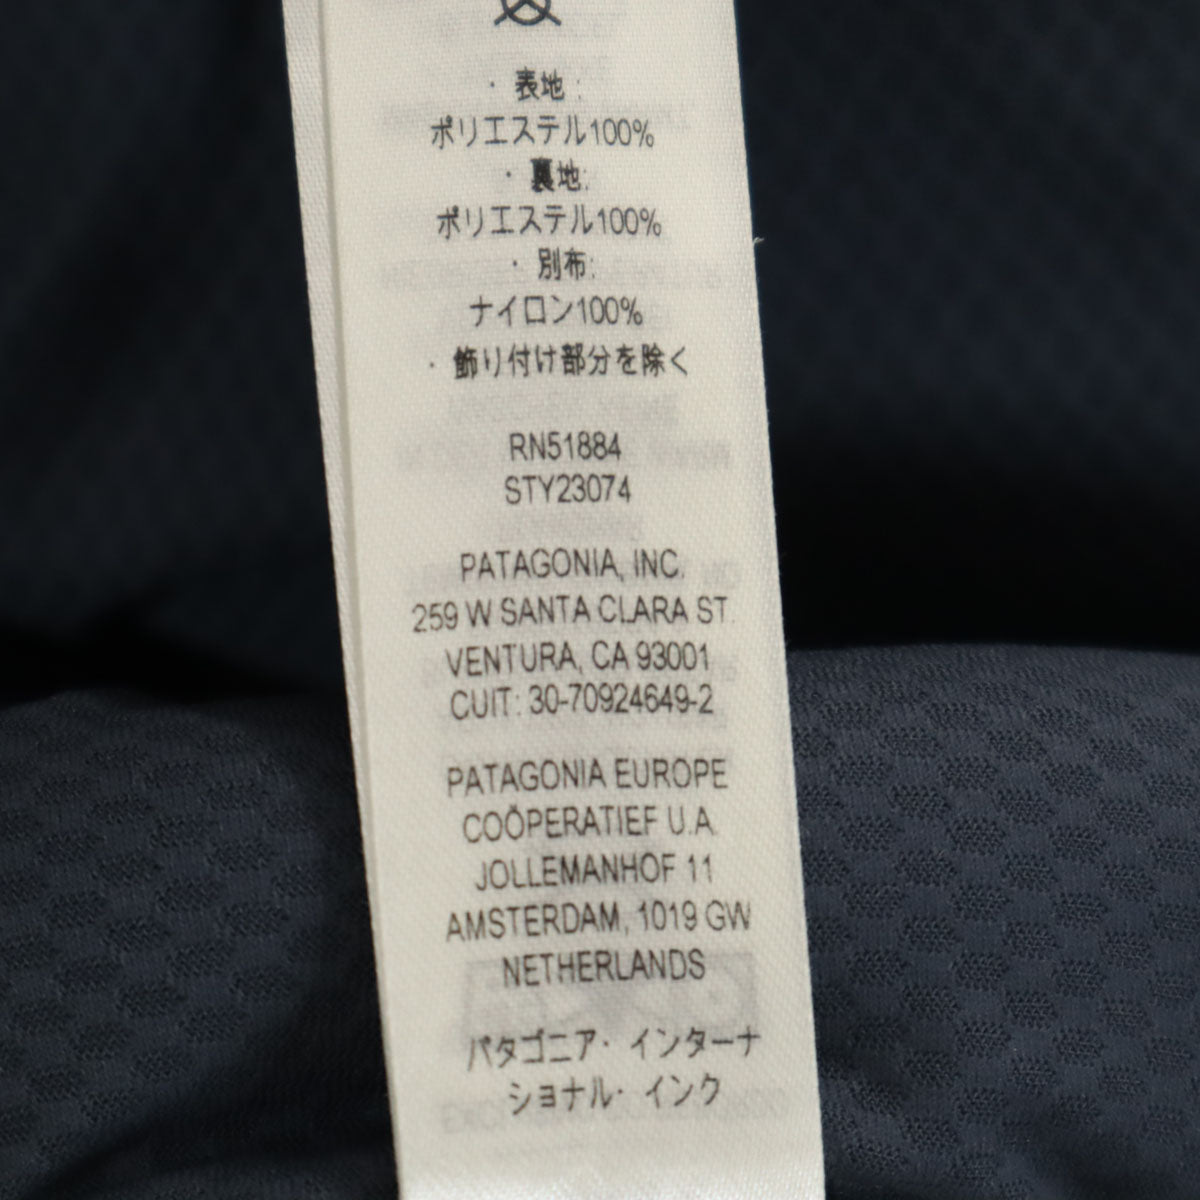 ・表地：
ポリエステル100%
・裏地:
ポリエステル100%
・別布:
ナイロン100%
・飾り付け部分を除く
RN51884
STY23074
PATAGONIA, INC.
259 W SANTA CLARA ST.
VENTURA, CA 93001
CUIT: 30-70924649-2
PATAGONIA EUROPE
COÖPERATIEF U.A.
JOLLEMANHOF 11
AMSTERDAM, 1019 GW
NETHERLANDS
パタゴニア・インターナ
ショナル・インク